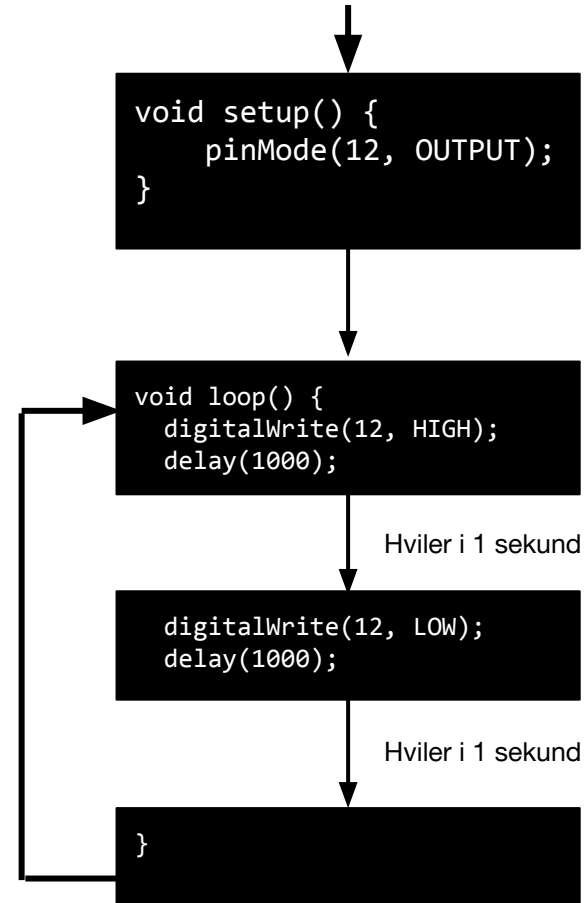 void setup() {
    pinMode(12, OUTPUT);
}
void loop() {
  digitalWrite(12, HIGH);
  delay(1000);
Hviler i 1 sekund
  digitalWrite(12, LOW);
  delay(1000);
Hviler i 1 sekund
}